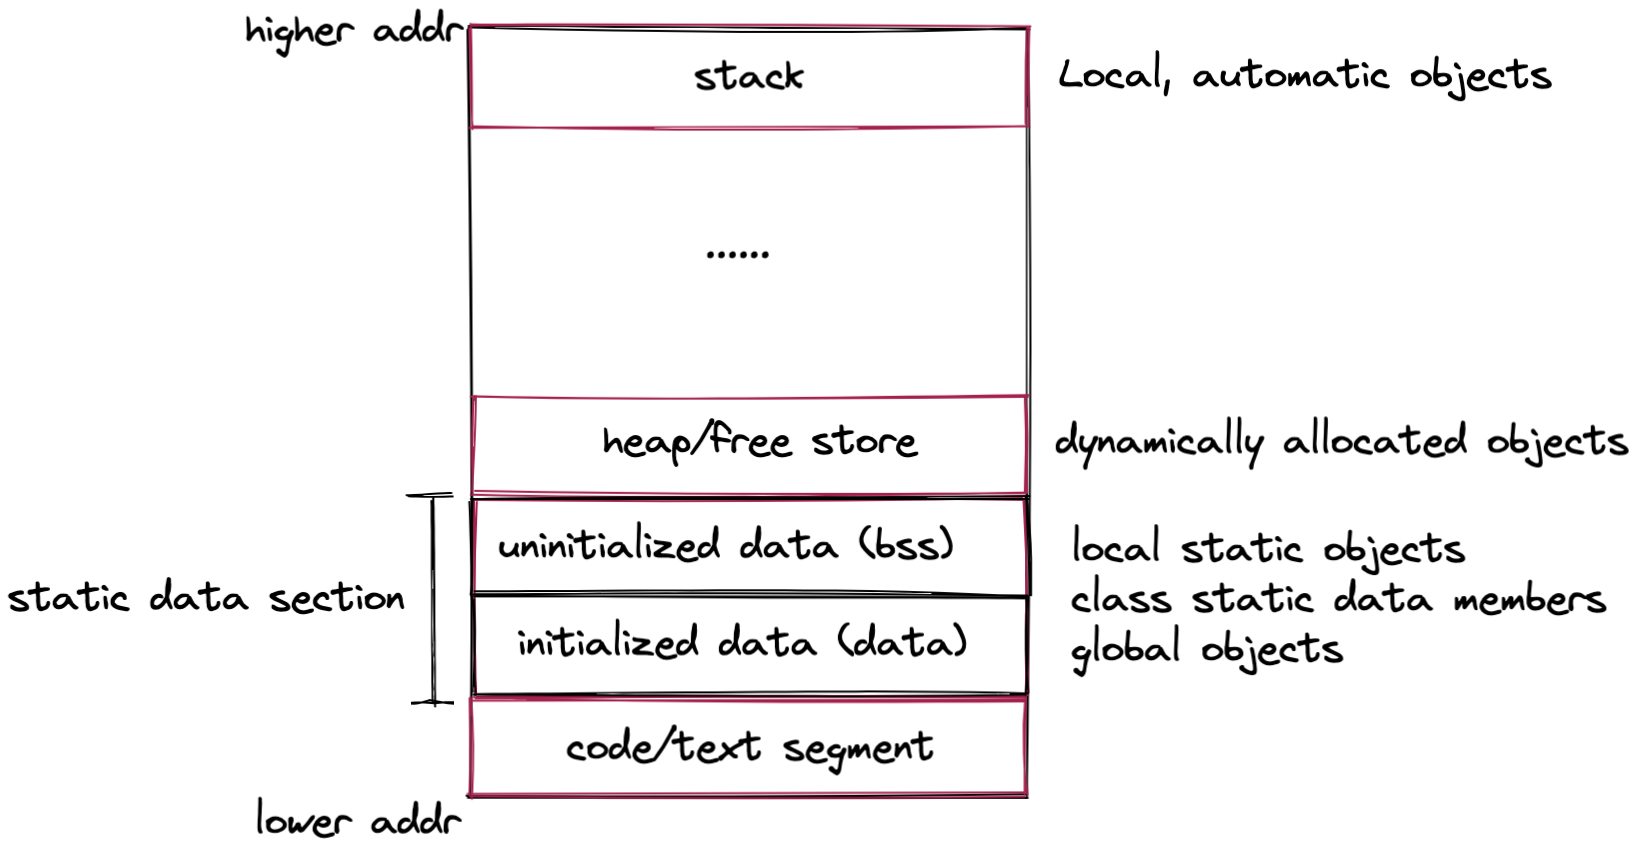 higher addr
stack
Local, automatic objects
......
heap/free store
dynamically allocated objects
uninitialized data (bss)
local static objects
static data section
class static data members
initialized data (data)
global objects
code/text segment
lower addr